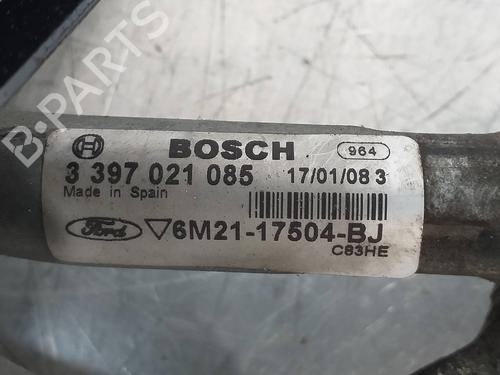 BOSCH 964
3 397 021 085 17/01/08 3
Made in Spain
Ford ▽6M21-17504-BJ
C83HE
B-PARTS